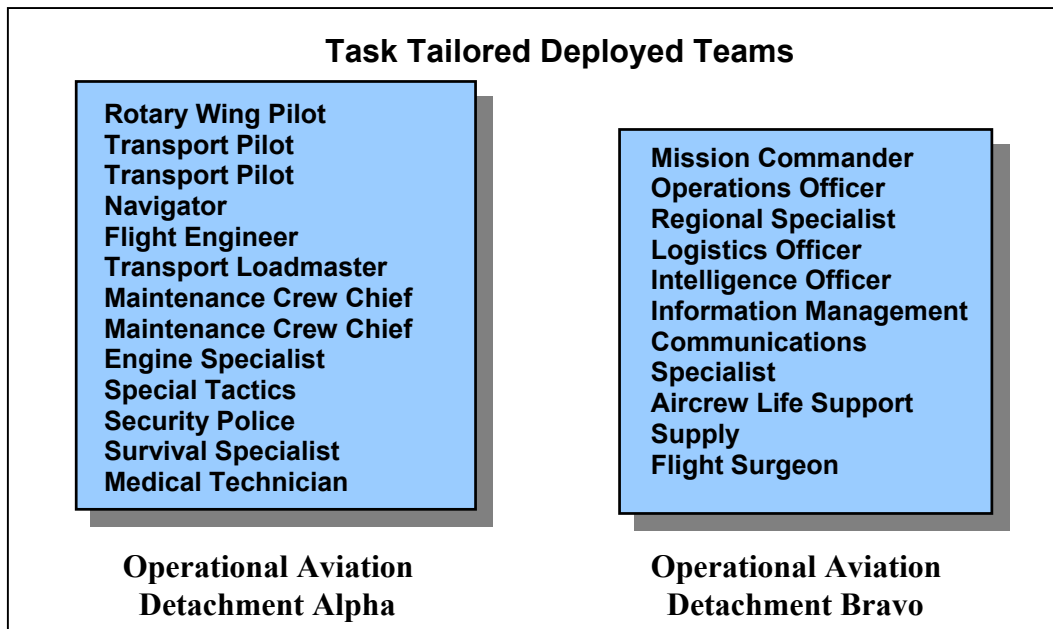 Task Tailored Deployed Teams
Rotary Wing Pilot
Transport Pilot
Transport Pilot
Navigator
Flight Engineer
Transport Loadmaster
Maintenance Crew Chief
Maintenance Crew Chief
Engine Specialist
Special Tactics
Security Police
Survival Specialist
Medical Technician
Operational Aviation
Detachment Alpha
Mission Commander
Operations Officer
Regional Specialist
Logistics Officer
Intelligence Officer
Information Management
Communications
Specialist
Aircrew Life Support
Supply
Flight Surgeon
Operational Aviation
Detachment Bravo